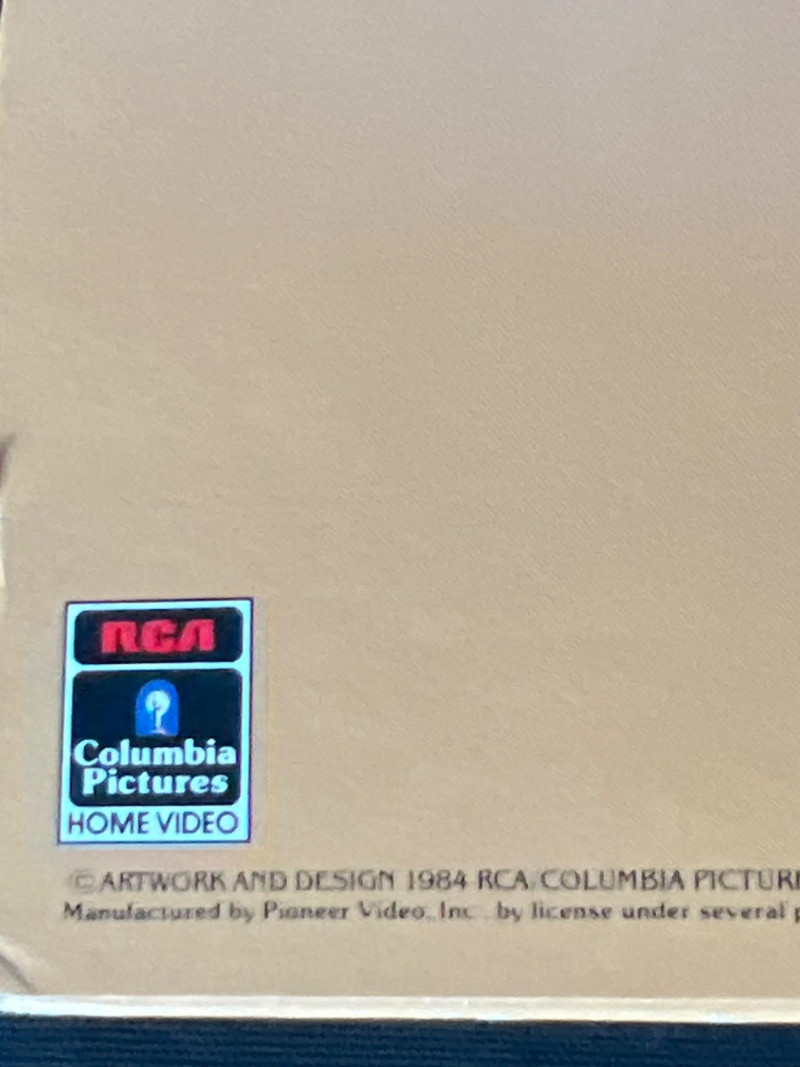 RCA
Columbia
Pictures
HOME VIDEO
© ARTWORK AND DESIGN 1984 RCA/COLUMBIA PICTUR
Manufactured by Pioneer Video, Inc. by license under several p